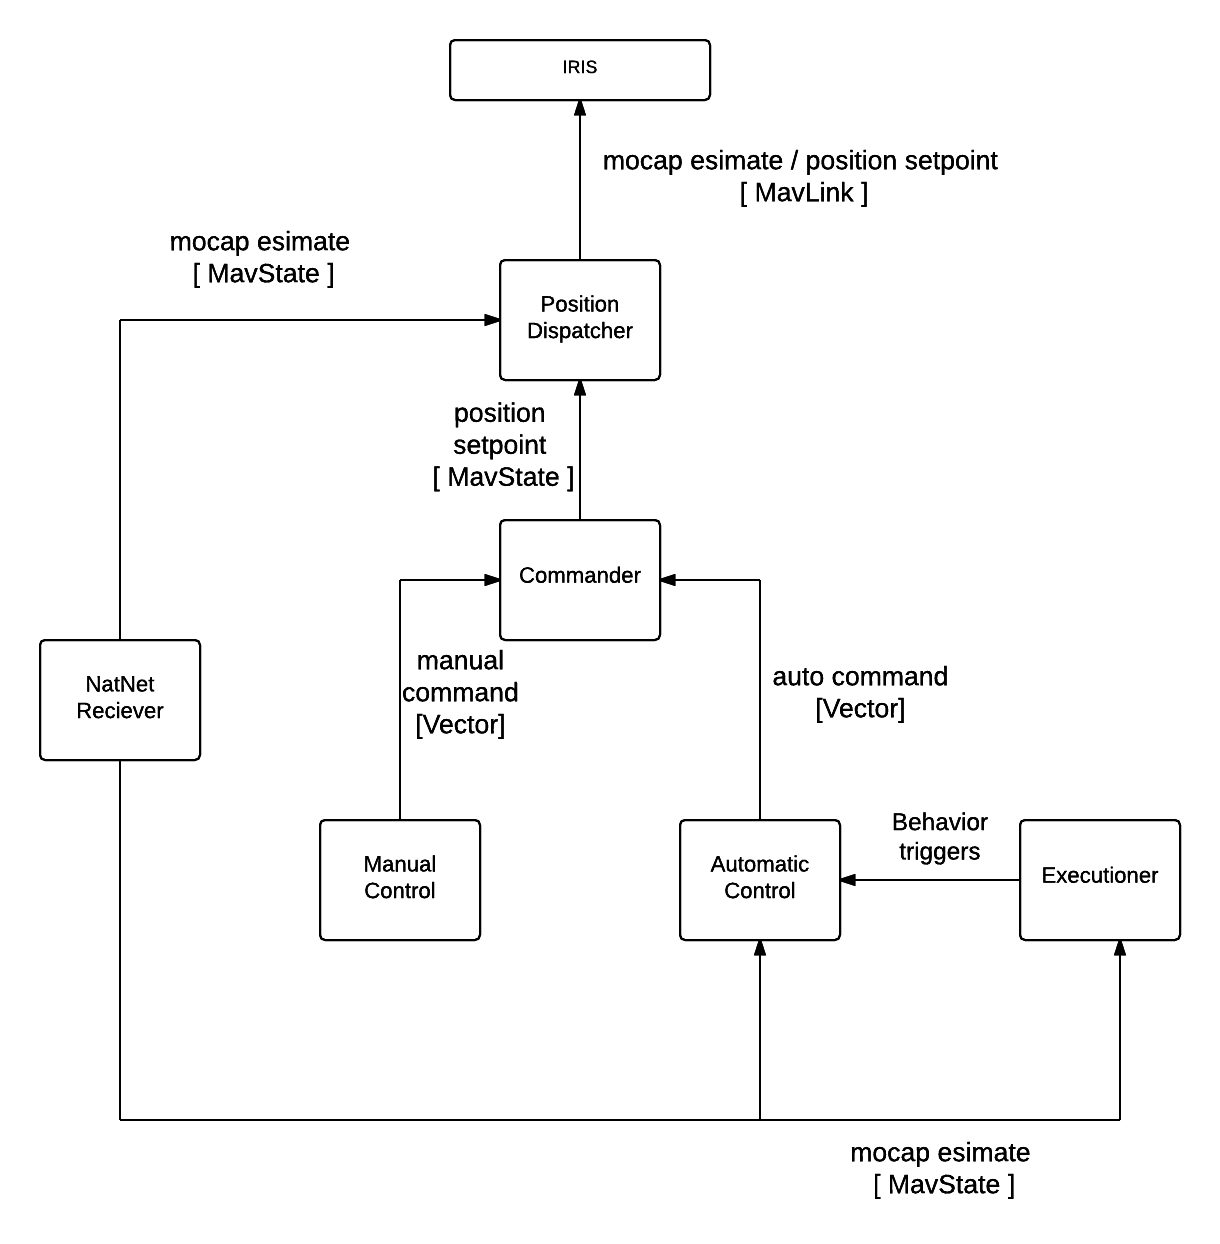 IRIS
mocap esimate / position setpoint
[ MavLink ]
mocap esimate
[ MavState ]
Position
Dispatcher
position
setpoint
[ MavState ]
Commander
manual
command
[Vector]
auto command
[Vector]
NatNet
Reciever
Manual
Control
Automatic
Control
Behavior
triggers
Executioner
mocap esimate
[ MavState ]